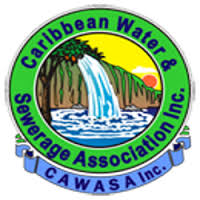 Caribbean Water &
Sewerage Association Inc.
CAWASA Inc.